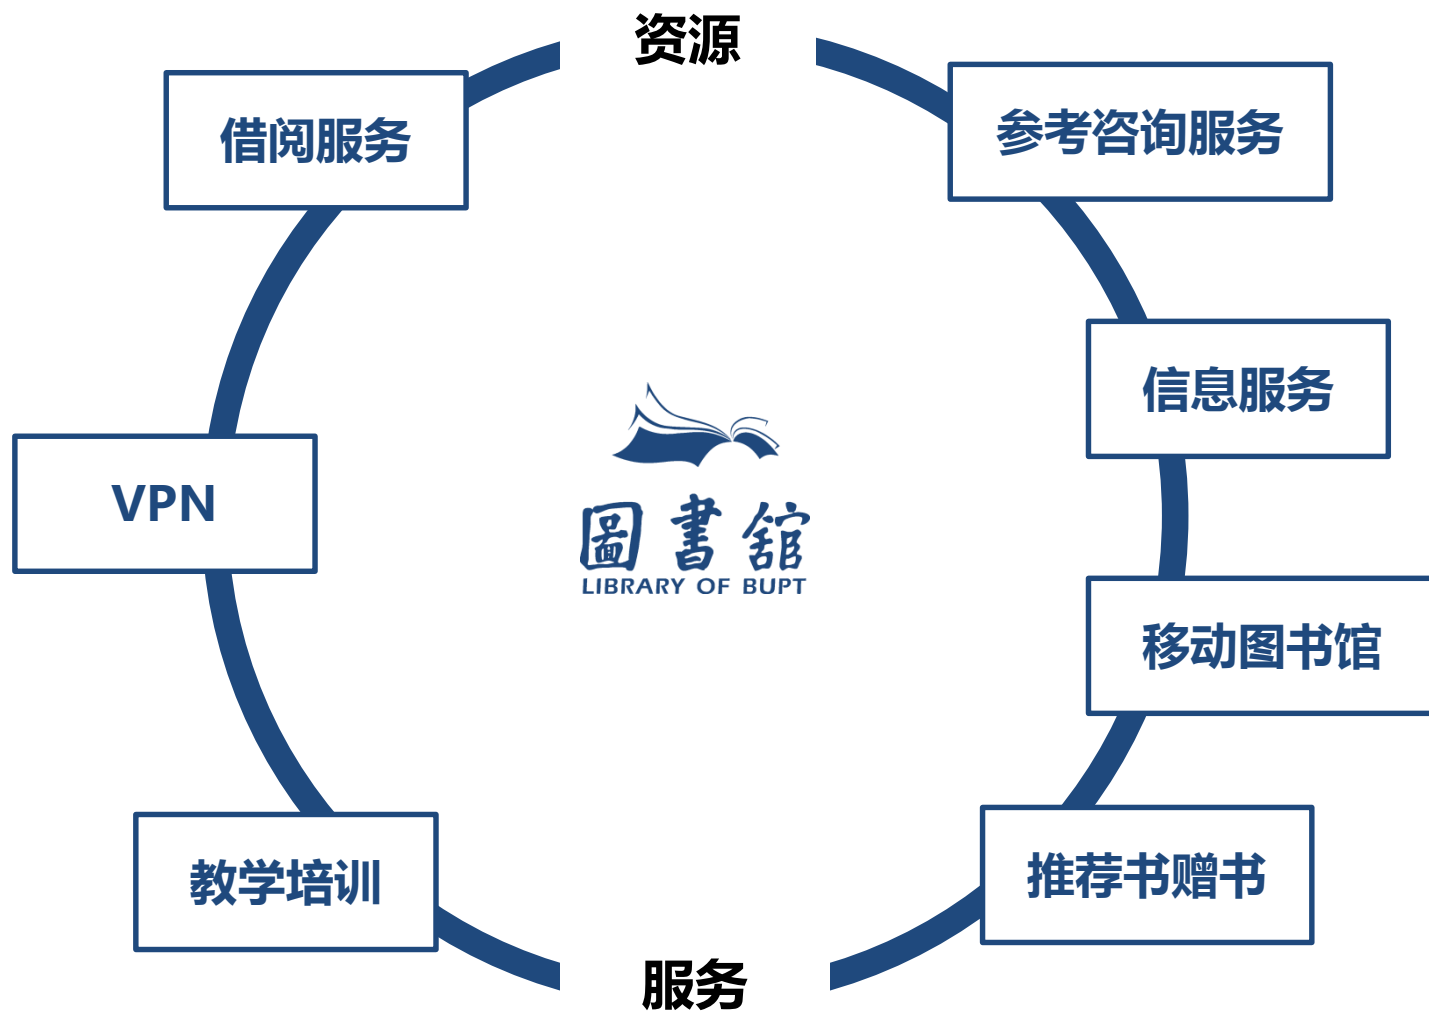 资源
借阅服务
参考咨询服务
信息服务
VPN
圖書舘
LIBRARY OF BUPT
移动图书馆
教学培训
推荐书赠书
服务